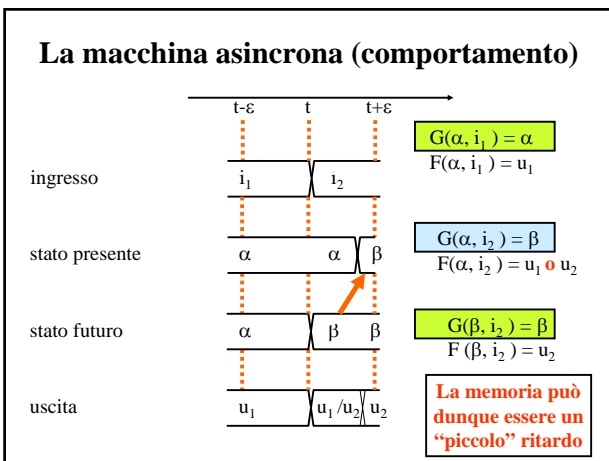 La macchina asincrona (comportamento)
t-ε t t+ε
G(α, i₁ ) = α
F(α, i₁ ) = u₁
ingresso i₁ i₂
G(α, i₂ ) = β
stato presente α α β
F(α, i₂ ) = u₁ o u₂
G(β, i₂ ) = β
stato futuro α β β
F (β, i₂ ) = u₂
La memoria può
uscita u₁ u₁ /u₂ u₂
dunque essere un
“piccolo” ritardo